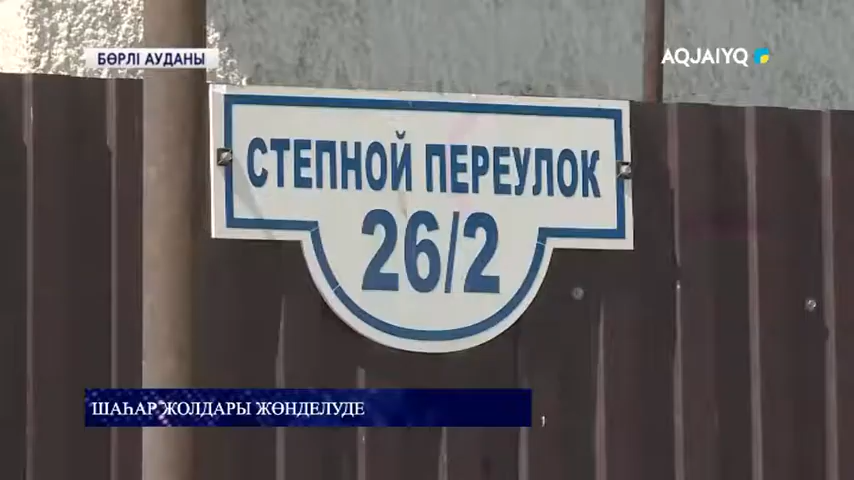 БӨРЛІ АУДАНЫ
AQJAIYQ
СТЕПНОЙ ПЕРЕУЛОК
26/2
ШАҺАР ЖОЛДАРЫ ЖӨНДЕЛУДЕ